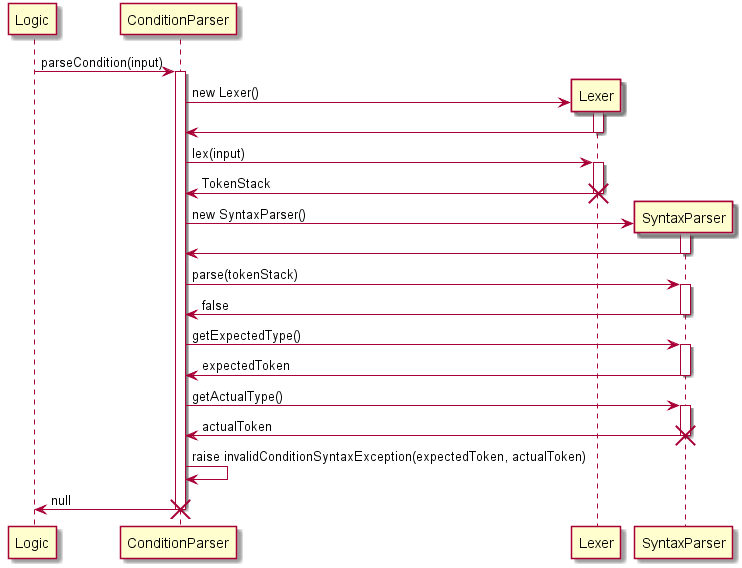 Logic
ConditionParser
parseCondition(input)
new Lexer()
Lexer
lex(input)
TokenStack
new SyntaxParser()
SyntaxParser
parse(tokenStack)
false
getExpectedType()
expectedToken
getActualType()
actualToken
raise invalidConditionSyntaxException(expectedToken, actualToken)
null
Logic
ConditionParser
Lexer
SyntaxParser